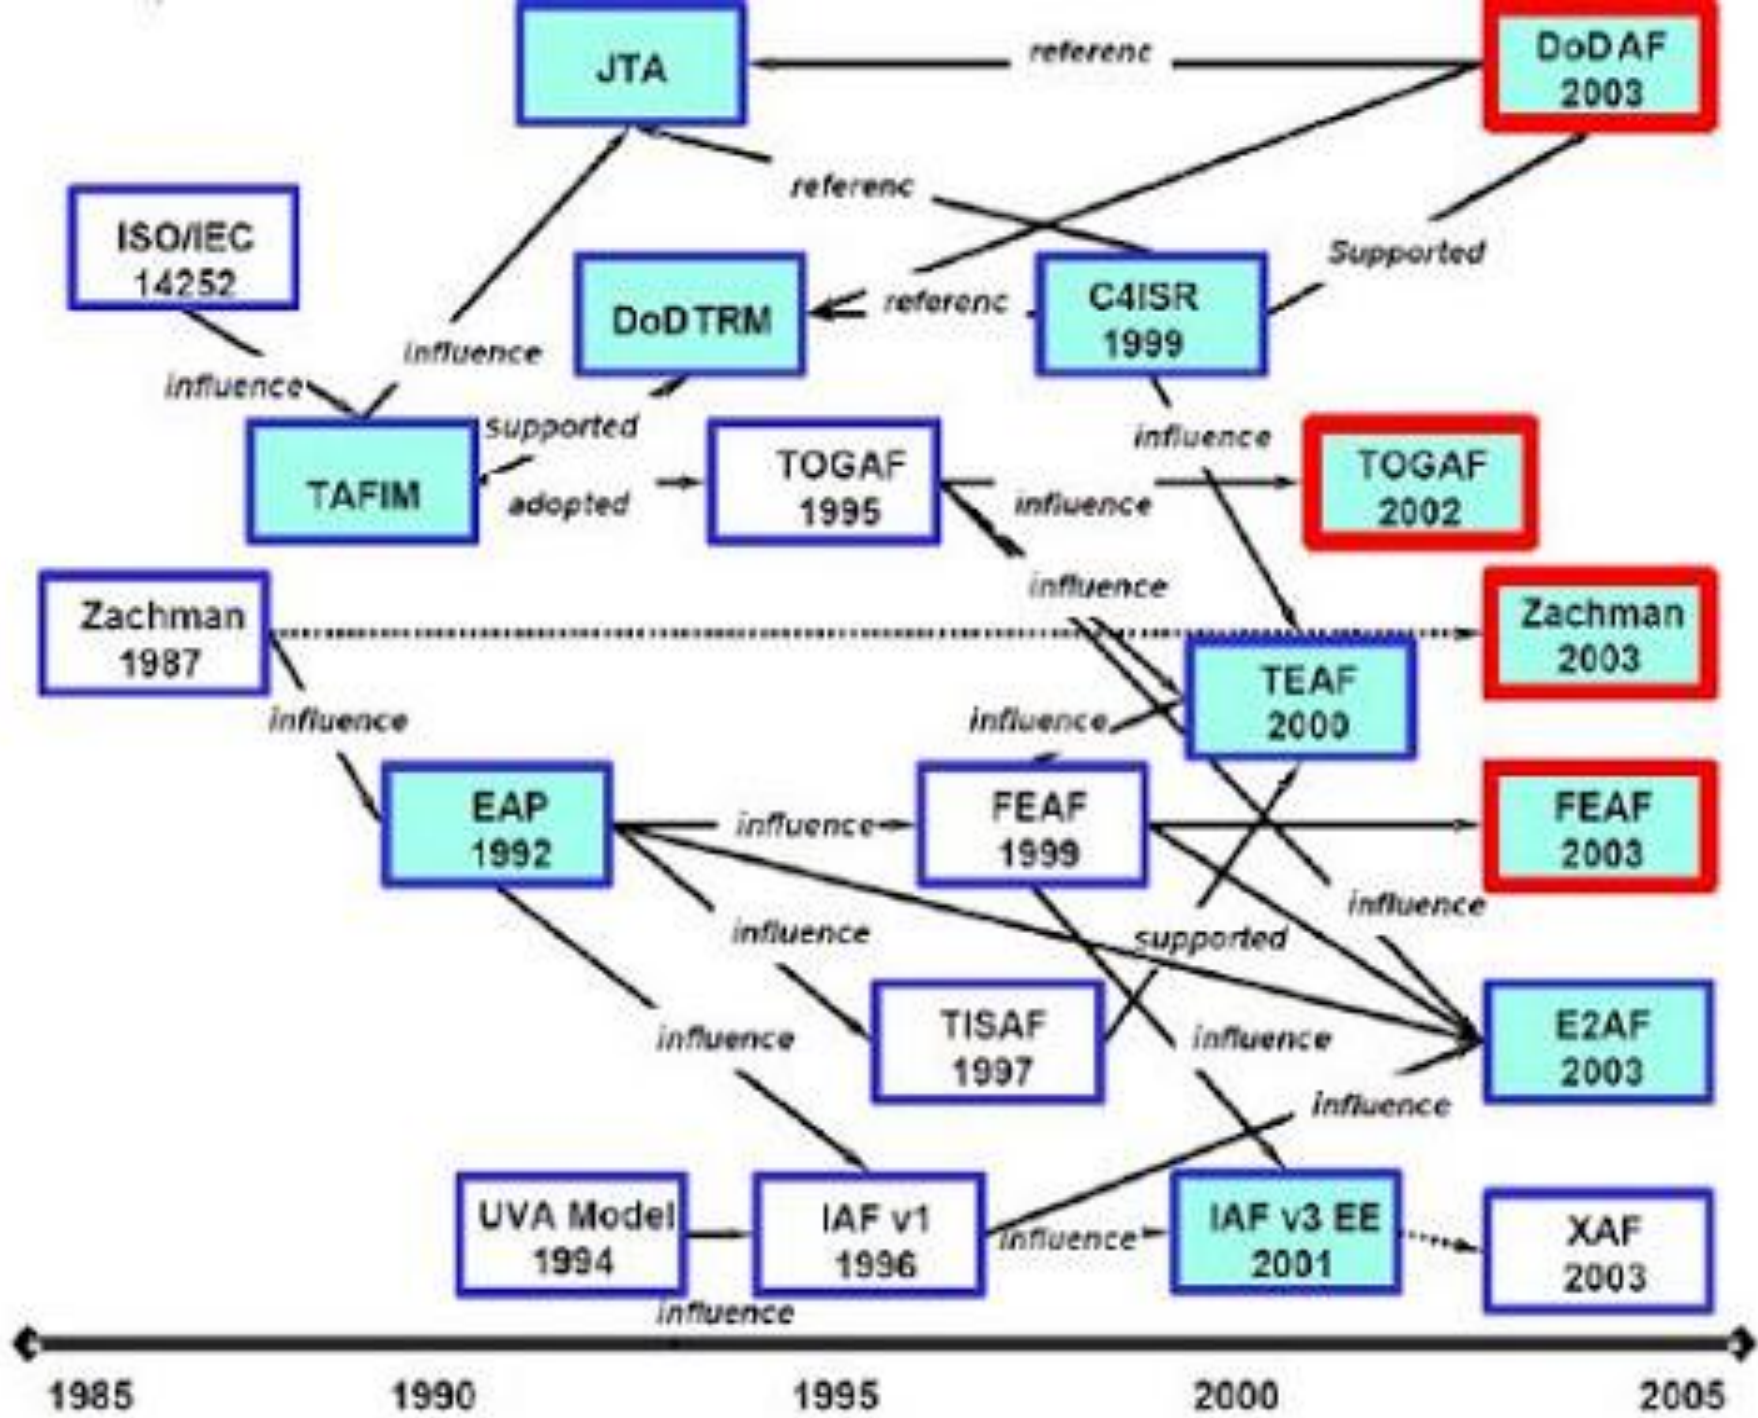 JTA
referenc
DoDAF
2003
referenc
ISO/IEC
14252
Supported
DoDTRM
referenc
C4ISR
1999
influence
influence
supported
influence
TAFIM
adopted
TOGAF
1995
influence
TOGAF
2002
influence
Zachman
1987
Zachman
2003
influence
influence
TEAF
2000
EAP
1992
influence
FEAF
1999
FEAF
2003
influence
influence
supported
influence
TISAF
1997
influence
E2AF
2003
influence
UVA Model
1994
IAF v1
1996
influence
IAF v3 EE
2001
XAF
2003
influence
1985
1990
1995
2000
2005